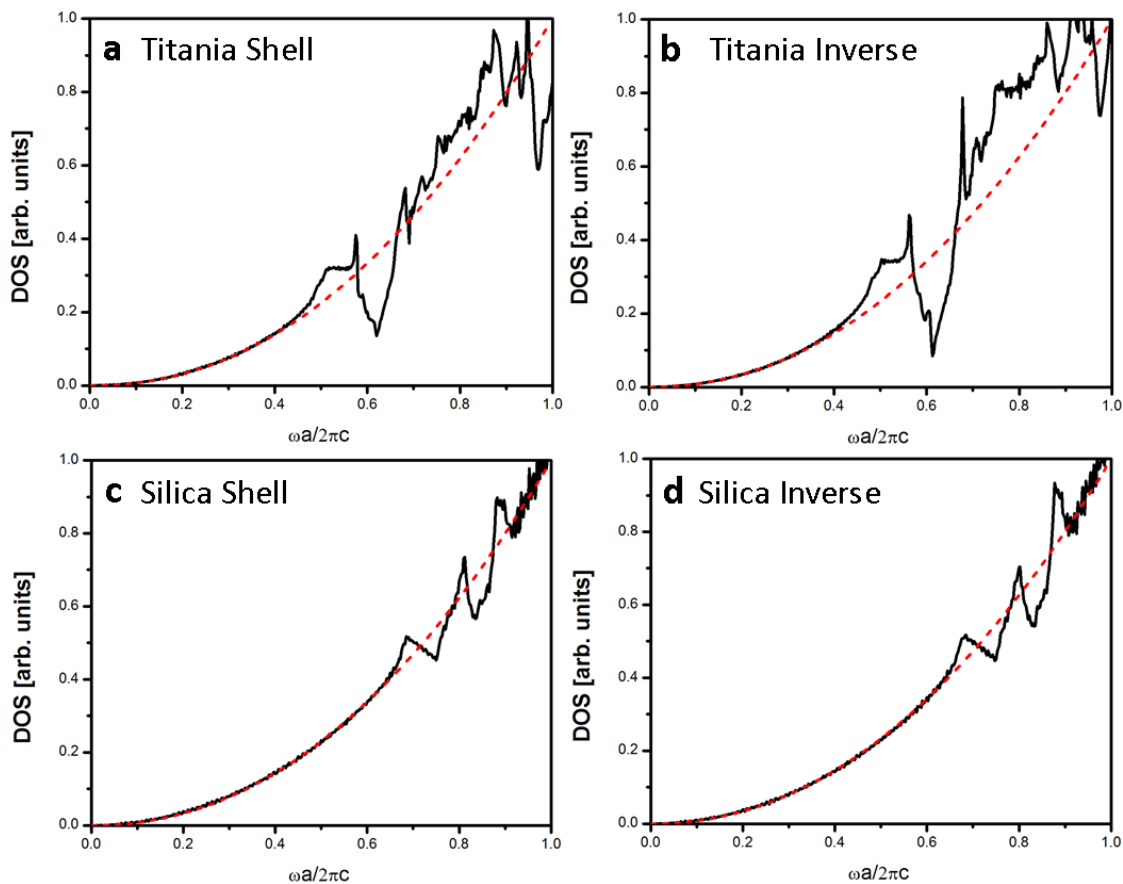 a Titania Shell
1.0
0.8
0.6
0.4
0.2
0.0
DOS [arb. units]
0.0 0.2 0.4 0.6 0.8 1.0
ωa/2πc
b Titania Inverse
1.0
0.8
0.6
0.4
0.2
0.0
DOS [arb. units]
0.0 0.2 0.4 0.6 0.8 1.0
ωa/2πc
c Silica Shell
1.0
0.8
0.6
0.4
0.2
0.0
DOS [arb. units]
0.0 0.2 0.4 0.6 0.8 1.0
ωa/2πc
d Silica Inverse
1.0
0.8
0.6
0.4
0.2
0.0
DOS [arb. units]
0.0 0.2 0.4 0.6 0.8 1.0
ωa/2πc